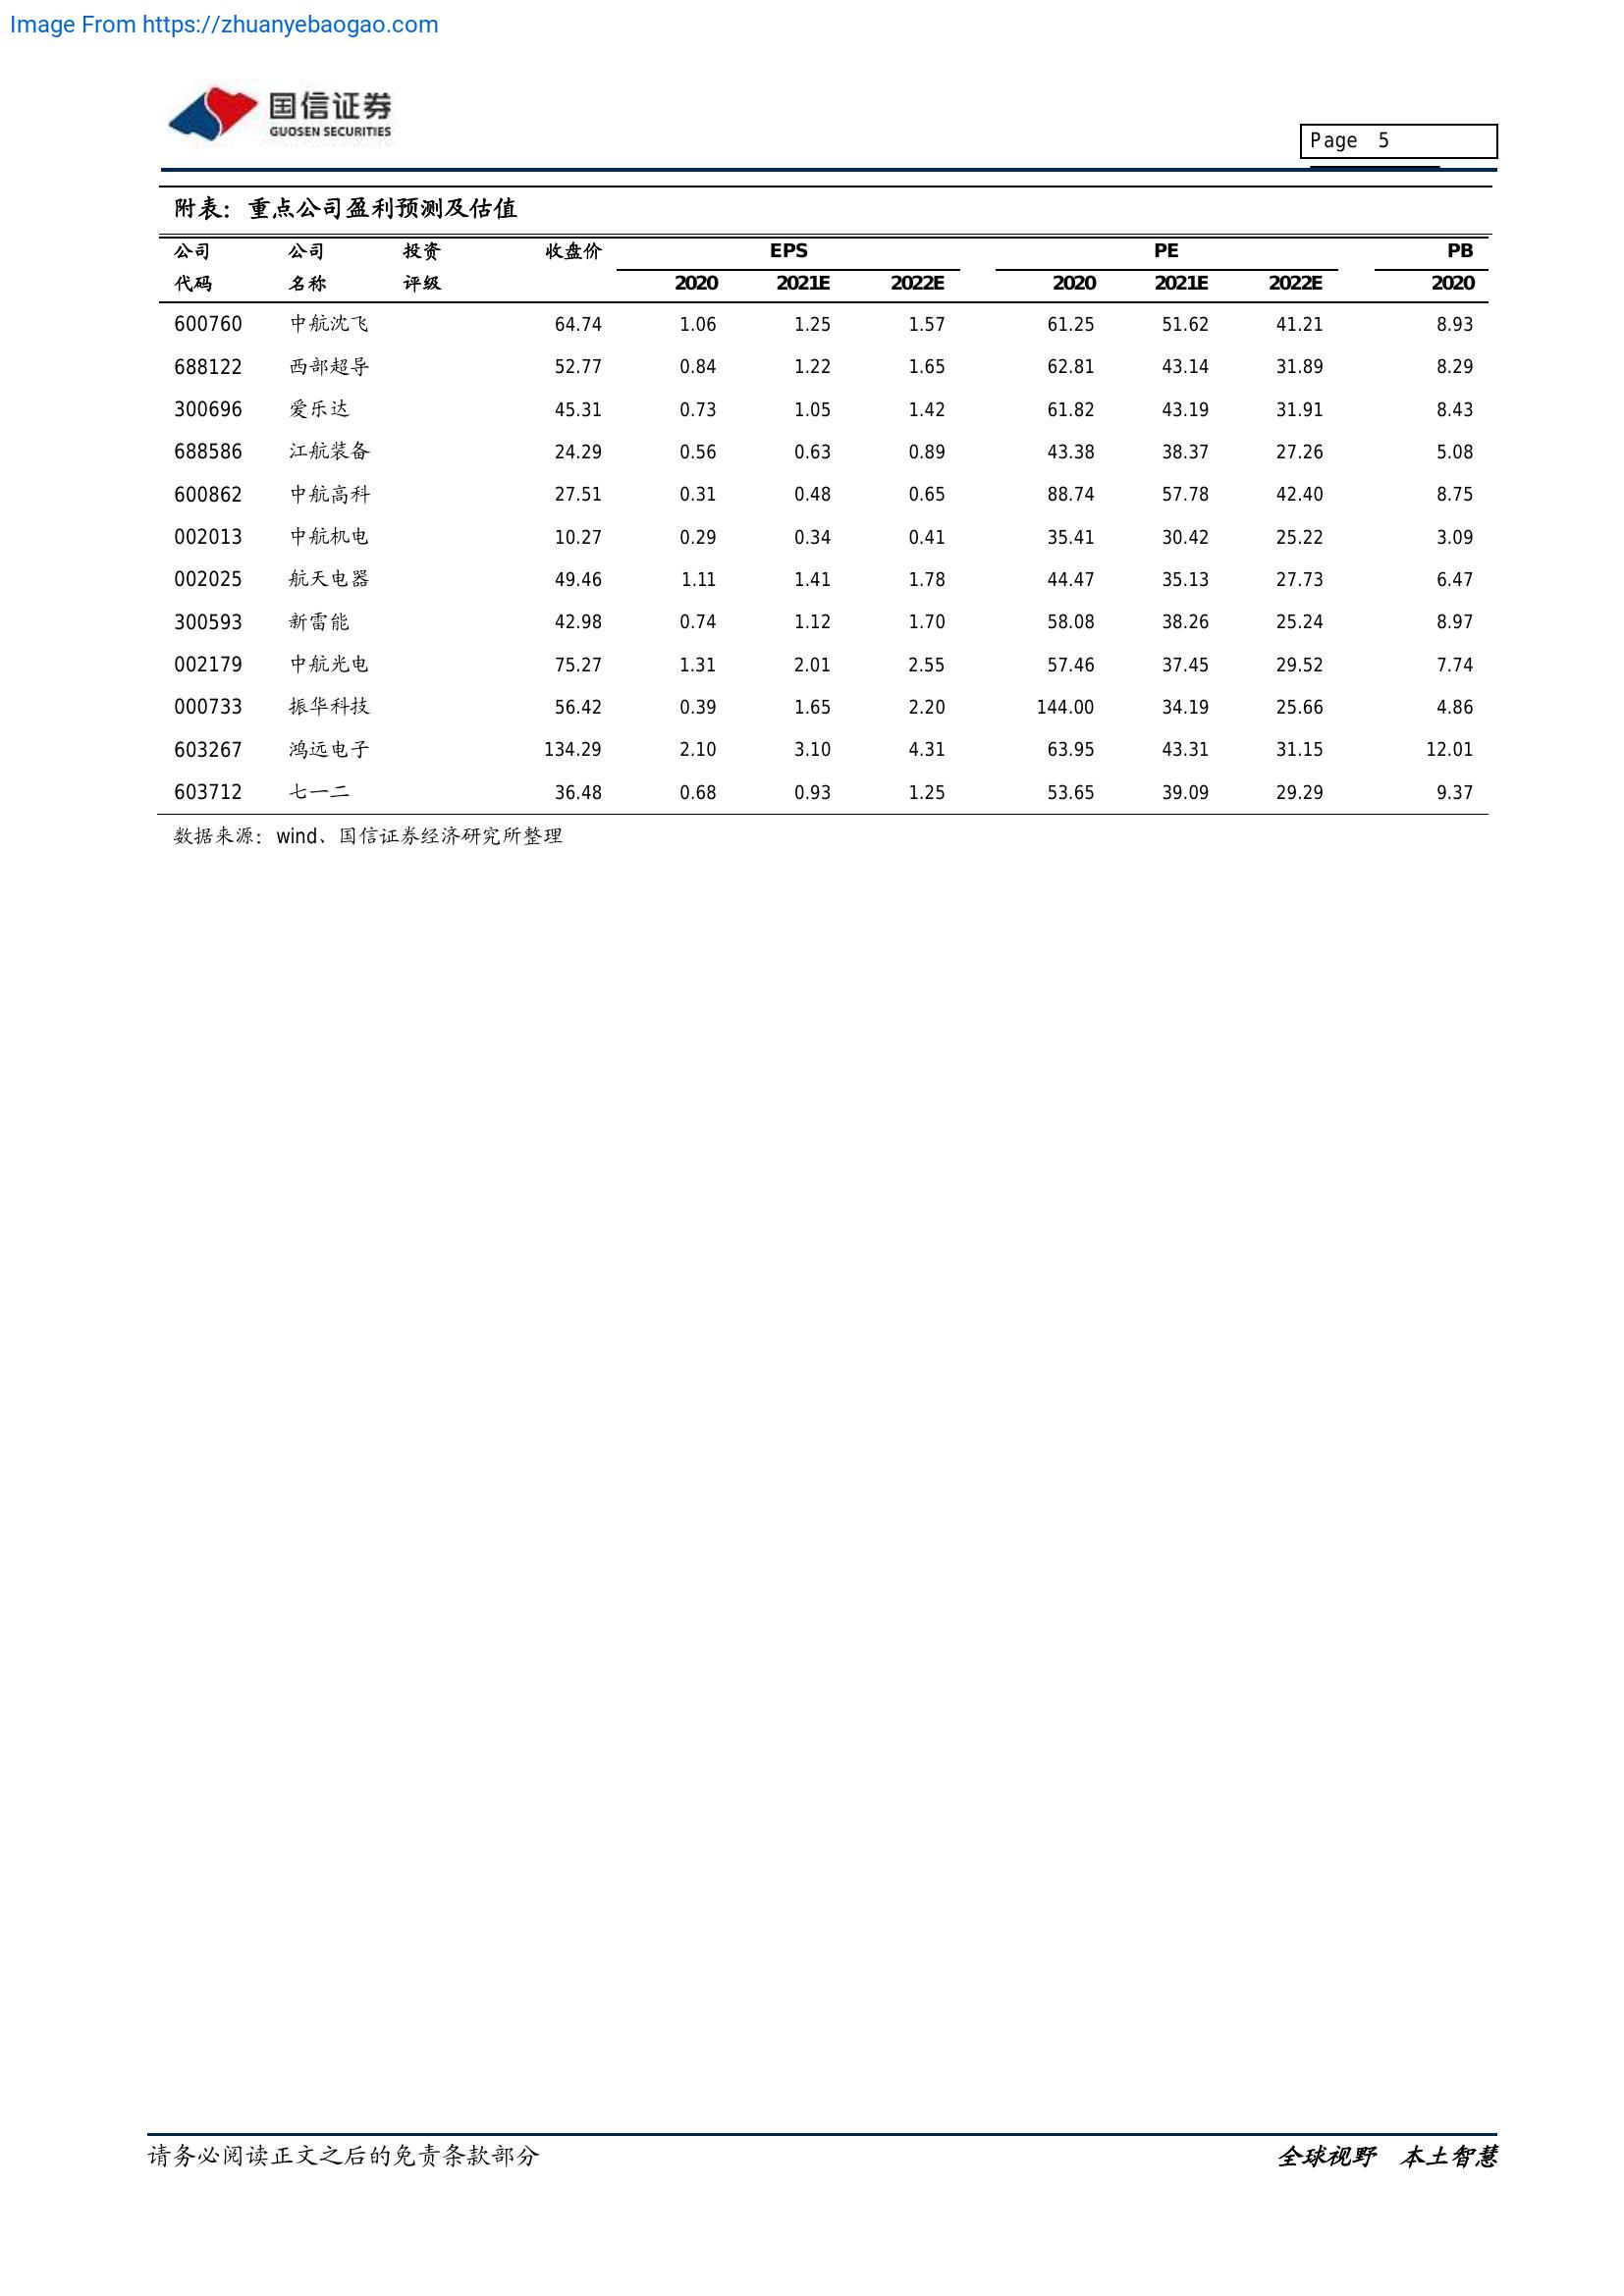 Image From https://zhuanyebaogao.com
国信证券
GUOSEN SECURITIES
Page 5
附表：重点公司盈利预测及估值
公司 公司 投资 收盘价 EPS PE PB
代码 名称 评级 2020 2021E 2022E 2020 2021E 2022E 2020
600760 中航沈飞 64.74 1.06 1.25 1.57 61.25 51.62 41.21 8.93
688122 西部超导 52.77 0.84 1.22 1.65 62.81 43.14 31.89 8.29
300696 爱乐达 45.31 0.73 1.05 1.42 61.82 43.19 31.91 8.43
688586 江航装备 24.29 0.56 0.63 0.89 43.38 38.37 27.26 5.08
600862 中航高科 27.51 0.31 0.48 0.65 88.74 57.78 42.40 8.75
002013 中航机电 10.27 0.29 0.34 0.41 35.41 30.42 25.22 3.09
002025 航天电器 49.46 1.11 1.41 1.78 44.47 35.13 27.73 6.47
300593 新雷能 42.98 0.74 1.12 1.70 58.08 38.26 25.24 8.97
002179 中航光电 75.27 1.31 2.01 2.55 57.46 37.45 29.52 7.74
000733 振华科技 56.42 0.39 1.65 2.20 144.00 34.19 25.66 4.86
603267 鸿远电子 134.29 2.10 3.10 4.31 63.95 43.31 31.15 12.01
603712 七一二 36.48 0.68 0.93 1.25 53.65 39.09 29.29 9.37
数据来源：wind、国信证券经济研究所整理
请务必阅读正文之后的免责条款部分 全球视野 本土智慧